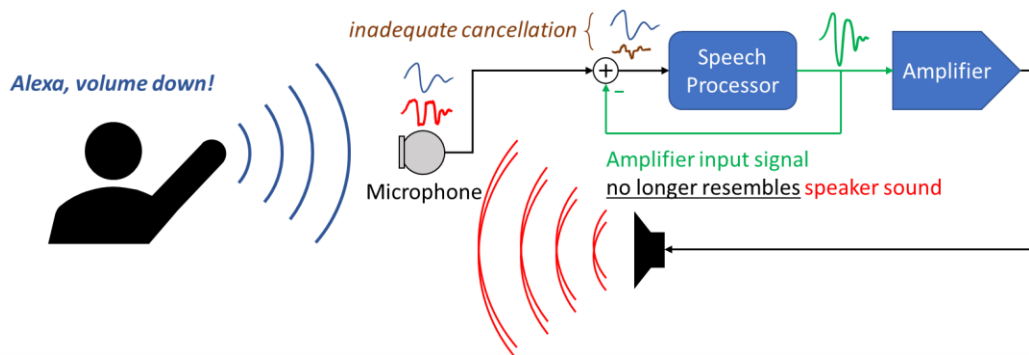 inadequate cancellation
Alexa, volume down!
+
−
Speech
Processor
Amplifier
Microphone
Amplifier input signal
no longer resembles speaker sound